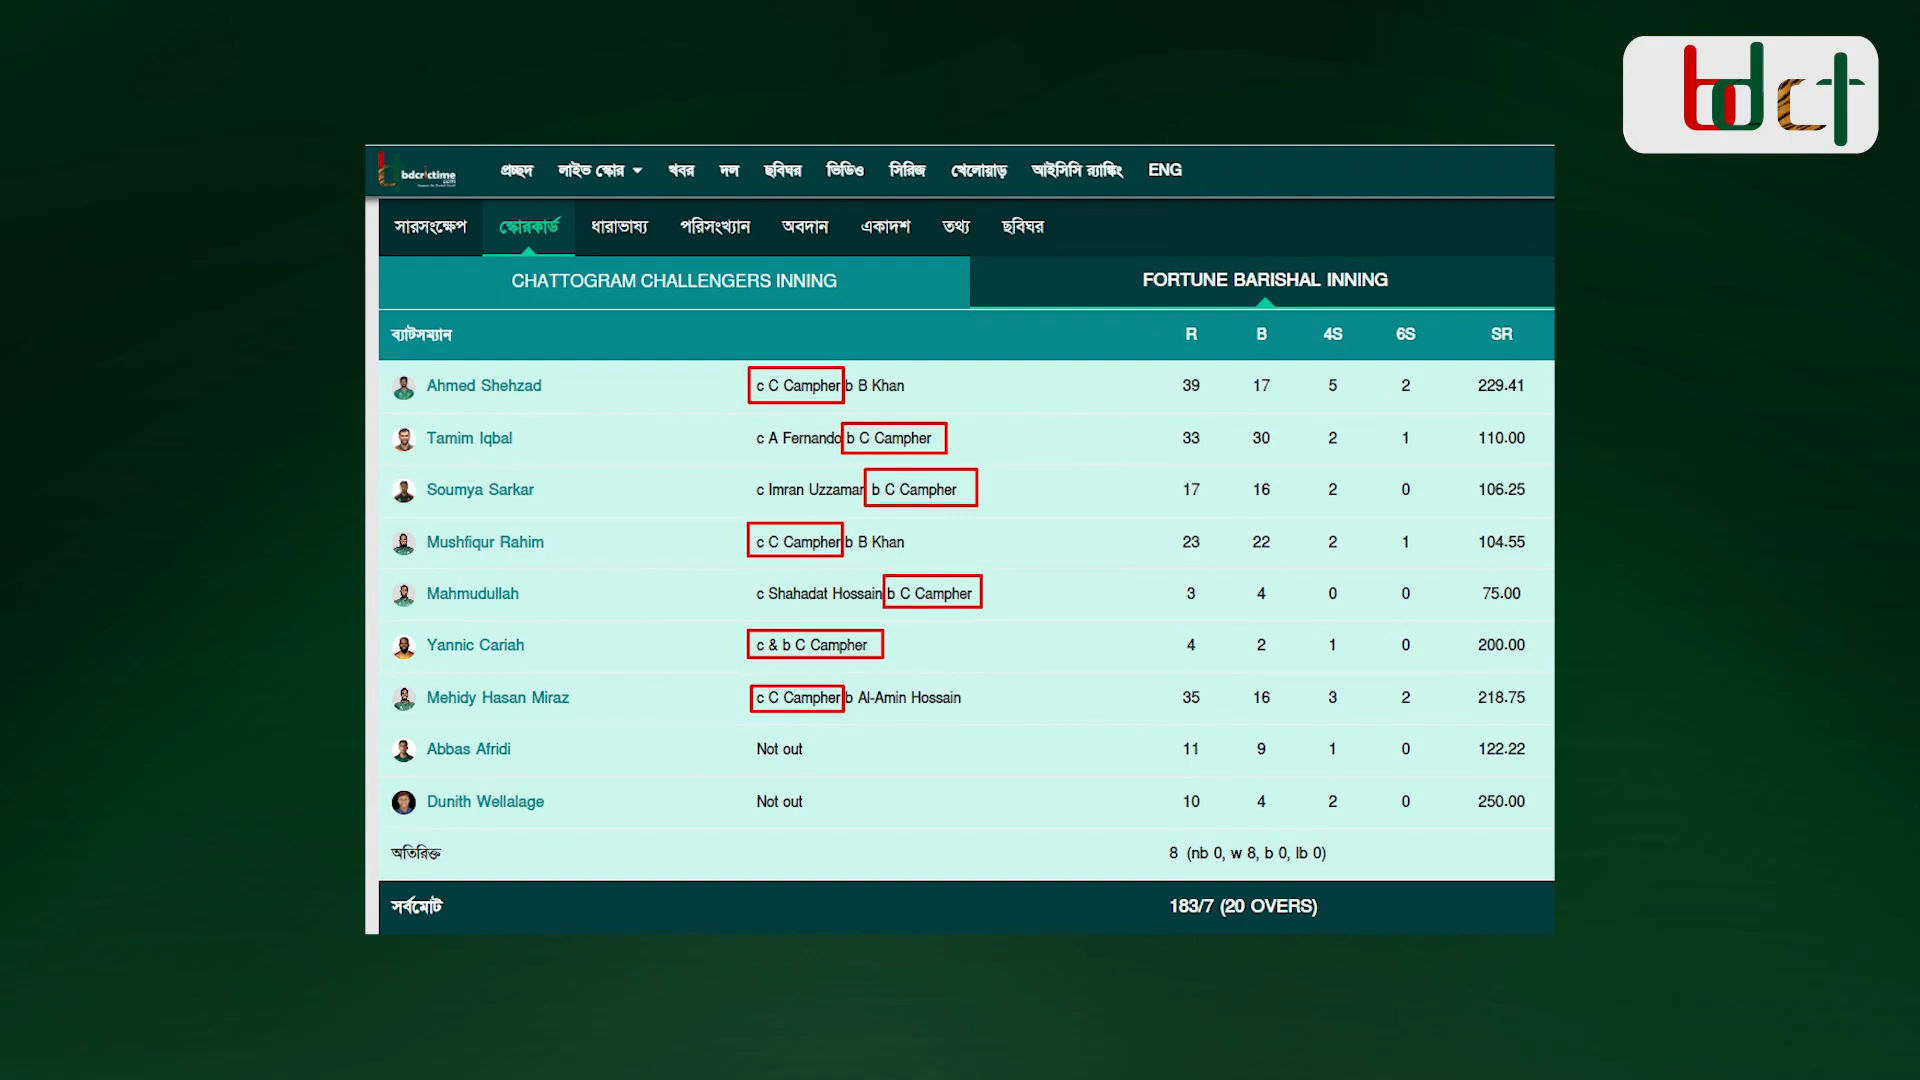 bdct
bdcrictime
.com
প্রচ্ছদ লাইভ স্কোর খবর দল ছবিঘর ভিডিও সিরিজ খেলোয়াড় আইসিসি র‍্যাঙ্কিং ENG
সারসংক্ষেপ স্কোরকার্ড ধারাভাষ্য পরিসংখ্যান অবদান একাদশ তথ্য ছবিঘর
CHATTOGRAM CHALLENGERS INNING FORTUNE BARISHAL INNING
ব্যাটসম্যান R B 4S 6S SR
Ahmed Shehzad c C Campher b B Khan 39 17 5 2 229.41
Tamim Iqbal c A Fernando b C Campher 33 30 2 1 110.00
Soumya Sarkar c Imran Uzzaman b C Campher 17 16 2 0 106.25
Mushfiqur Rahim c C Campher b B Khan 23 22 2 1 104.55
Mahmudullah c Shahadat Hossain b C Campher 3 4 0 0 75.00
Yannic Cariah c & b C Campher 4 2 1 0 200.00
Mehidy Hasan Miraz c C Campher b Al-Amin Hossain 35 16 3 2 218.75
Abbas Afridi Not out 11 9 1 0 122.22
Dunith Wellalage Not out 10 4 2 0 250.00
অতিরিক্ত 8 (nb 0, w 8, b 0, lb 0)
সর্বমোট 183/7 (20 OVERS)